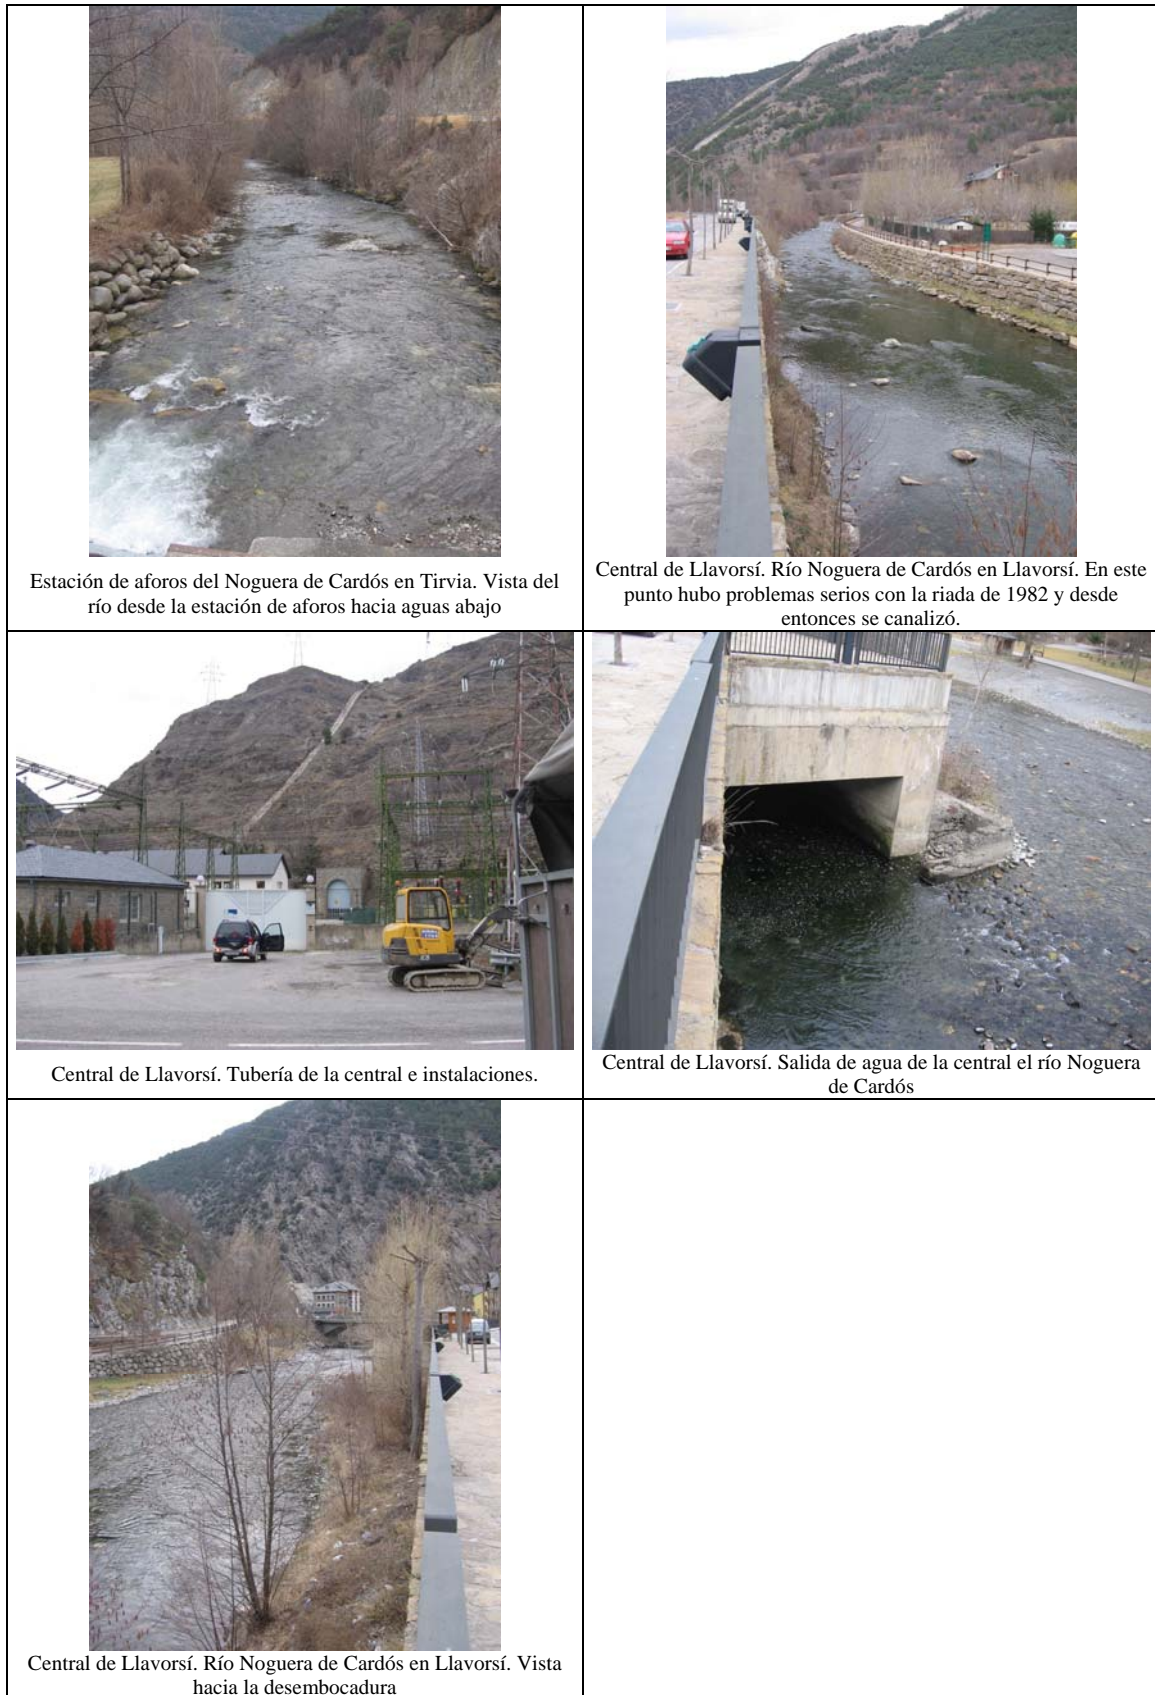 Estación de aforos del Noguera de Cardós en Tirvia. Vista del
río desde la estación de aforos hacia aguas abajo
Central de Llavorsí. Río Noguera de Cardós en Llavorsí. En este
punto hubo problemas serios con la riada de 1982 y desde
entonces se canalizó.
Central de Llavorsí. Tubería de la central e instalaciones.
Central de Llavorsí. Salida de agua de la central el río Noguera
de Cardós
Central de Llavorsí. Río Noguera de Cardós en Llavorsí. Vista
hacia la desembocadura